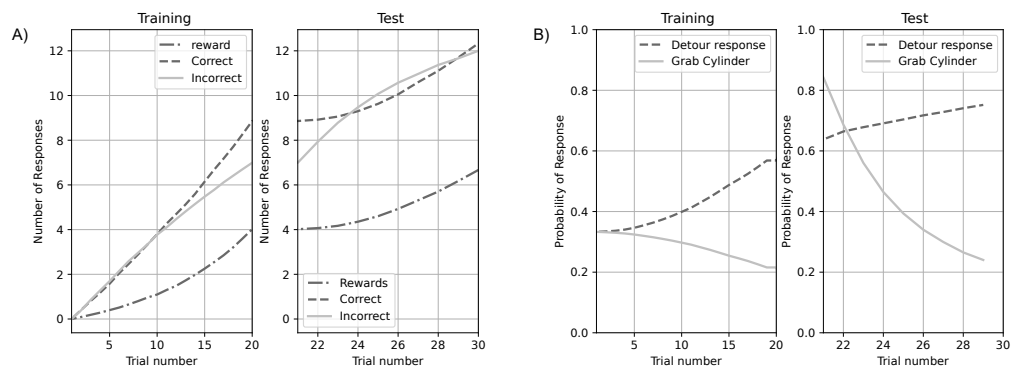 A)
Training
Number of Responses
12
10
8
6
4
2
0
reward
Correct
Incorrect
5
10
15
20
Trial number
Test
Number of Responses
12
10
8
6
4
2
0
Rewards
Correct
Incorrect
22
24
26
28
30
Trial number
B)
Training
Probability of Response
1.0
0.8
0.6
0.4
0.2
0.0
Detour response
Grab Cylinder
5
10
15
20
Trial number
Test
Probability of Response
1.0
0.8
0.6
0.4
0.2
0.0
Detour response
Grab Cylinder
22
24
26
28
30
Trial number